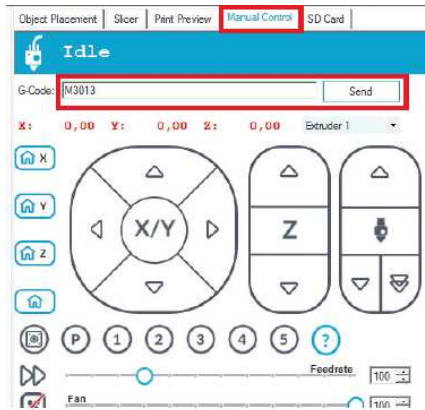 Object Placement Slicer Print Preview Manual Control SD Card
Idle
G-Code: M3013 Send
X: 0,00 Y: 0,00 Z: 0,00 Extruder 1
X
Y
X/Y Z
Z
P 1 2 3 4 5 ?
Feedrate 100
Fan 100